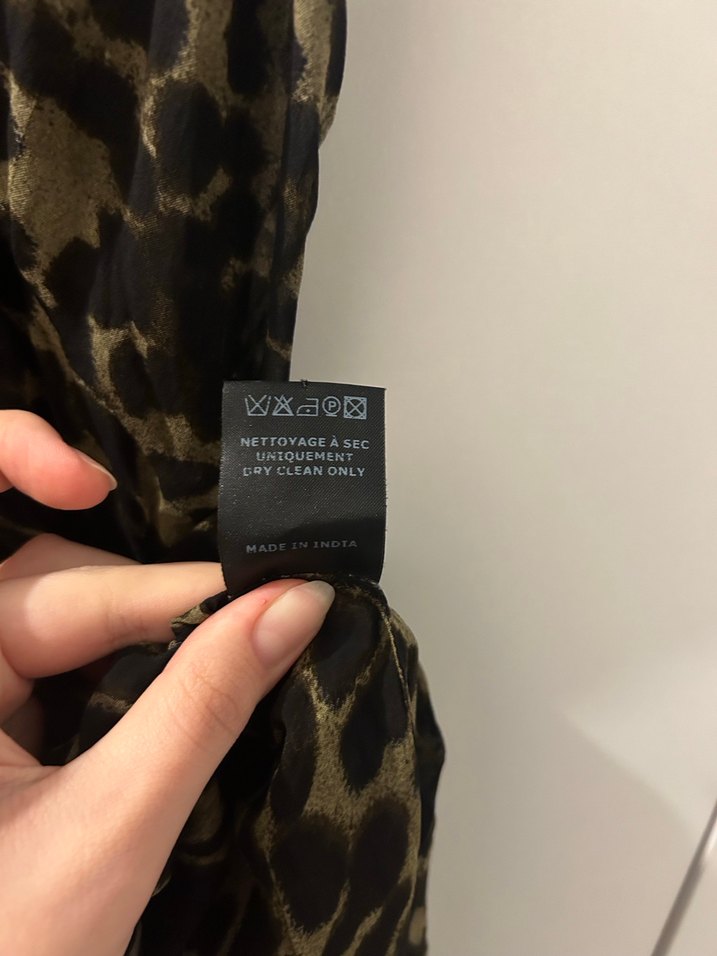 P
NETTOYAGE À SEC
UNIQUEMENT
DRY CLEAN ONLY
MADE IN INDIA